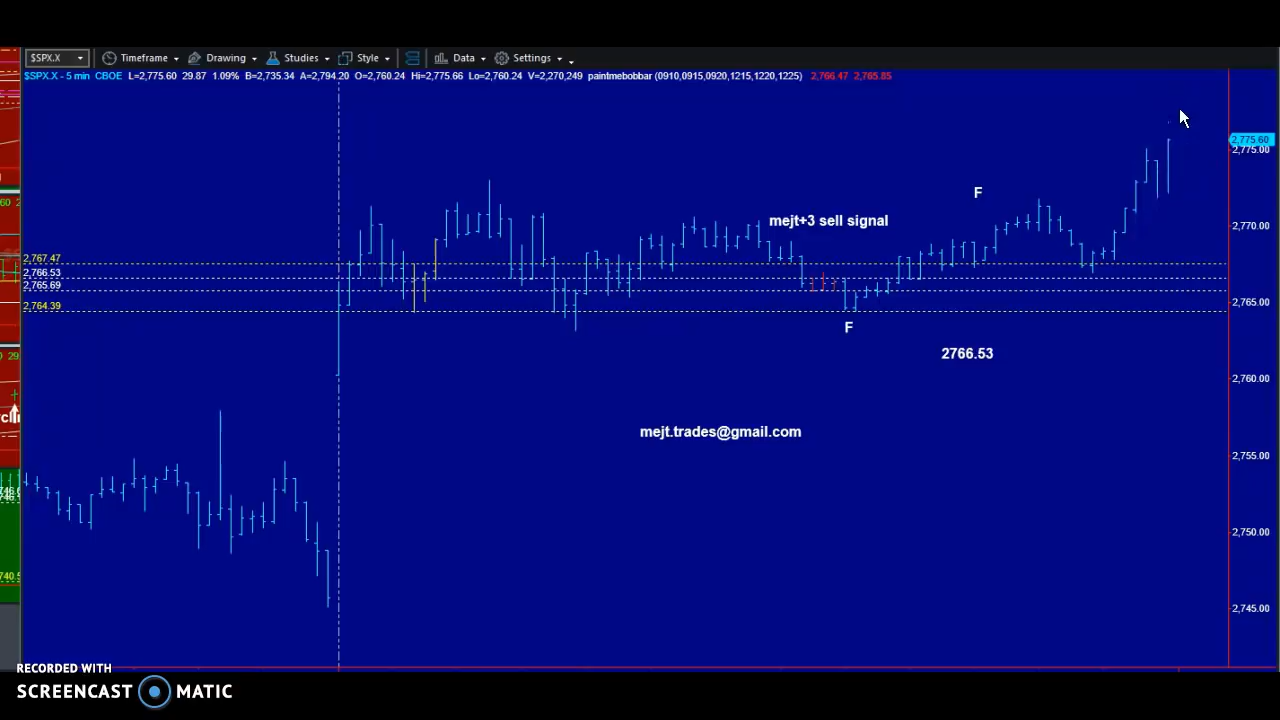 $SPX.X Timeframe Drawing Studies Style Data Settings
$SPX.X - 5 min CBOE L=2,775.60 29.87 1.09% B=2,735.34 A=2,794.20 O=2,760.24 Hi=2,775.66 Lo=2,760.24 V=2,270,249 paintmebobbar (0910,0915,0920,1215,1220,1225) 2,766.47 2,765.85
2,775.60
2,775.00
F
mejt+3 sell signal
2,770.00
2,767.47
2,766.53
2,765.69
2,764.39
2,765.00
F
2766.53
2,760.00
mejt.trades@gmail.com
2,755.00
2,750.00
2,745.00
RECORDED WITH
SCREENCAST MATIC